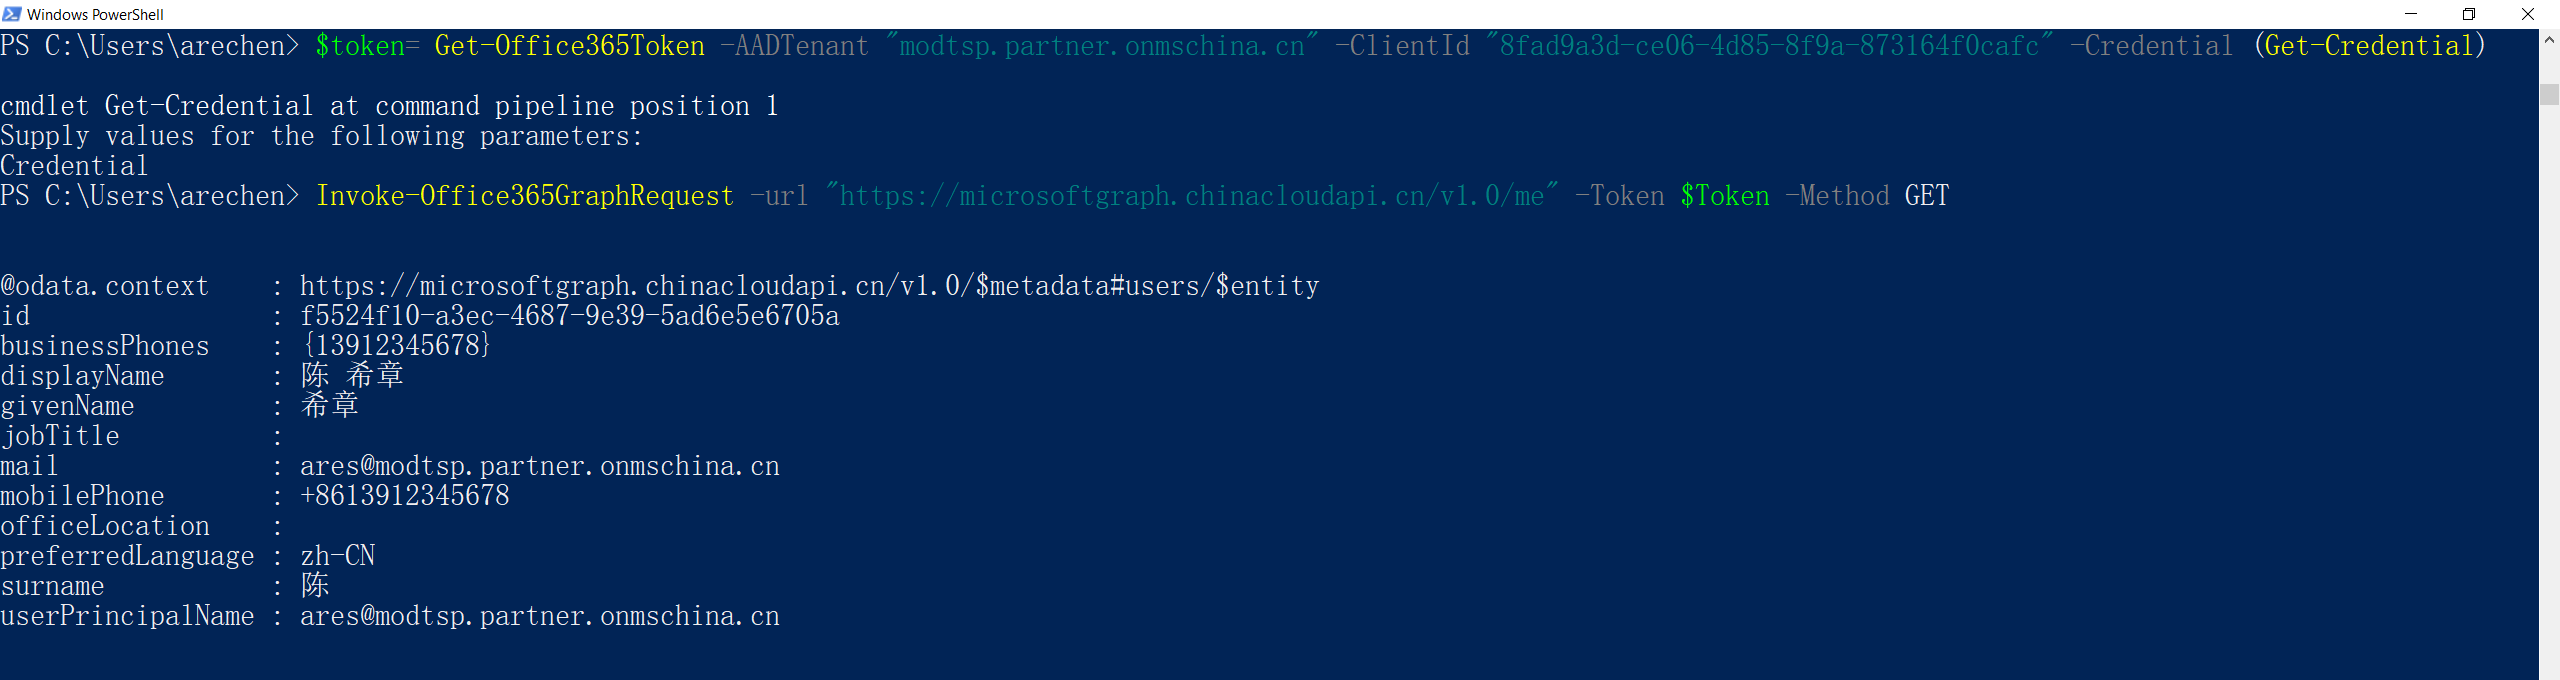 Windows PowerShell
PS C:\Users\arechen> $token= Get-Office365Token -AADTenant "modtsp.partner.onmschina.cn" -ClientId "8fad9a3d-ce06-4d85-8f9a-873164f0cafc" -Credential (Get-Credential)
cmdlet Get-Credential at command pipeline position 1
Supply values for the following parameters:
Credential
PS C:\Users\arechen> Invoke-Office365GraphRequest -url "https://microsoftgraph.chinacloudapi.cn/v1.0/me" -Token $Token -Method GET
@odata.context : https://microsoftgraph.chinacloudapi.cn/v1.0/$metadata#users/$entity
id : f5524f10-a3ec-4687-9e39-5ad6e5e6705a
businessPhones : {13912345678}
displayName : 陈 希章
givenName : 希章
jobTitle :
mail : ares@modtsp.partner.onmschina.cn
mobilePhone : +8613912345678
officeLocation :
preferredLanguage : zh-CN
surname : 陈
userPrincipalName : ares@modtsp.partner.onmschina.cn